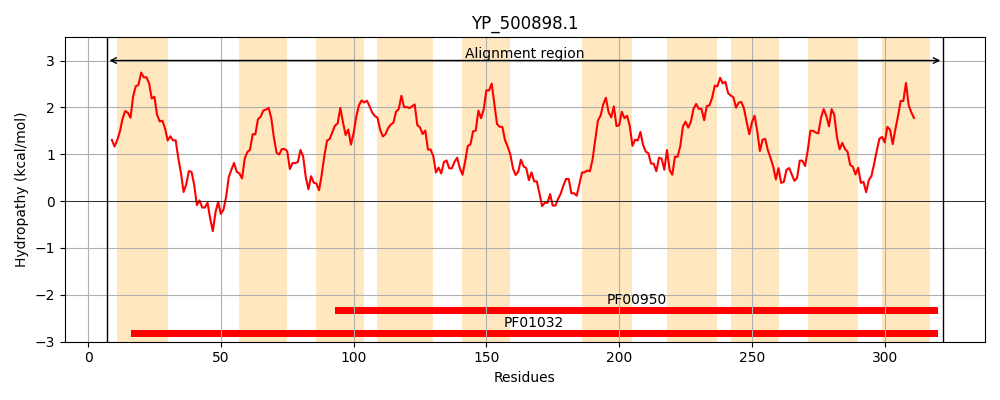 YP_500898.1
Alignment region
3
2
1
0
−1
−2
−3
Hydropathy (kcal/mol)
PF00950
PF01032
0 50 100 150 200 250 300
Residues